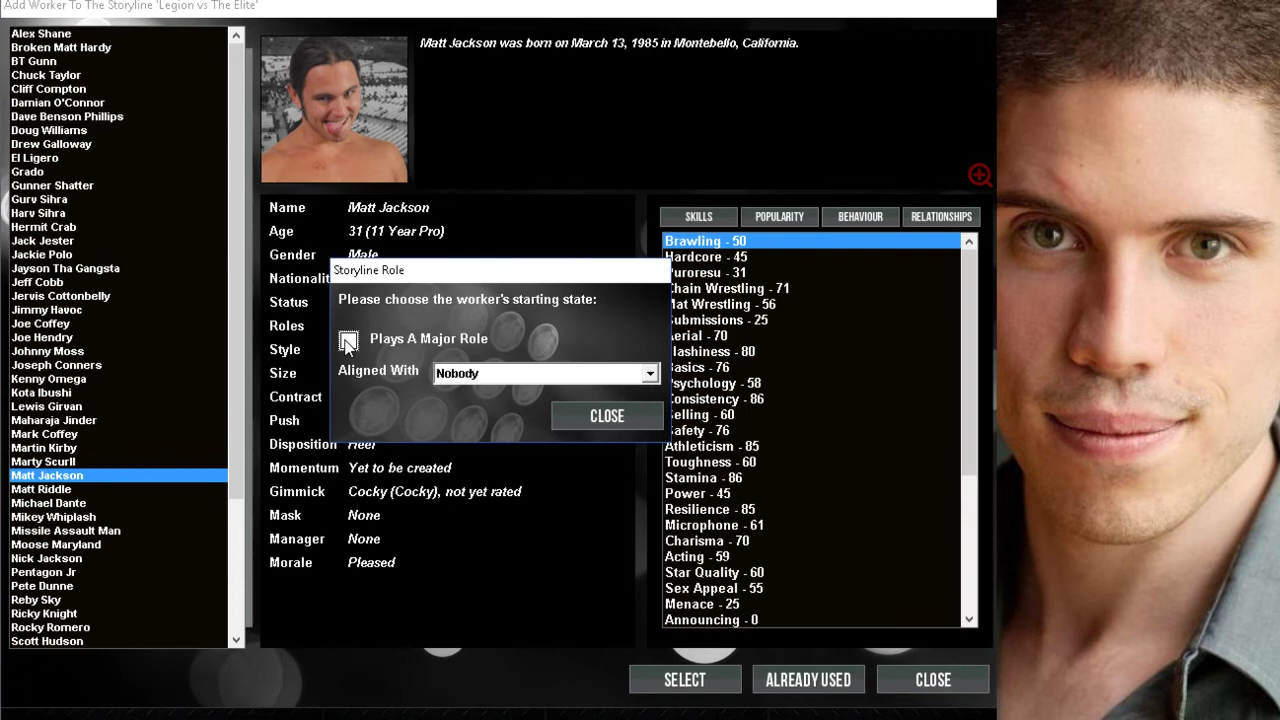 Add Worker To The Storyline 'Legion vs The Elite'
Alex Shane
Broken Matt Hardy
BT Gunn
Chuck Taylor
Cliff Compton
Damian O'Connor
Dave Benson Phillips
Doug Williams
Drew Galloway
El Ligero
Grado
Gunner Shatter
Gurv Sihra
Harv Sihra
Hermit Crab
Jack Jester
Jackie Polo
Jayson Tha Gangsta
Jeff Cobb
Jervis Cottonbelly
Jimmy Havoc
Joe Coffey
Joe Hendry
Johnny Moss
Joseph Conners
Kenny Omega
Kota Ibushi
Lewis Girvan
Maharaja Jinder
Mark Coffey
Martin Kirby
Marty Scurll
Matt Jackson
Matt Riddle
Michael Dante
Mikey Whiplash
Missile Assault Man
Moose Maryland
Nick Jackson
Pentagon Jr
Pete Dunne
Reby Sky
Ricky Knight
Rocky Romero
Scott Hudson
Matt Jackson was born on March 13, 1985 in Montebello, California.
Name Matt Jackson
Age 31 (11 Year Pro)
Gender Male
Nationalit
Status
Roles
Style
Size
Contract
Push
Disposition Heel
Momentum Yet to be created
Gimmick Cocky (Cocky), not yet rated
Mask None
Manager None
Morale Pleased
Storyline Role
Please choose the worker's starting state:
Plays A Major Role
Aligned With Nobody
CLOSE
SKILLS POPULARITY BEHAVIOUR RELATIONSHIPS
Brawling - 50
Hardcore - 45
Puroresu - 31
Chain Wrestling - 71
Mat Wrestling - 56
Submissions - 25
Aerial - 70
Flashiness - 80
Basics - 76
Psychology - 58
Consistency - 86
Selling - 60
Safety - 76
Athleticism - 85
Toughness - 60
Stamina - 86
Power - 45
Resilience - 85
Microphone - 61
Charisma - 70
Acting - 59
Star Quality - 60
Sex Appeal - 55
Menace - 25
Announcing - 0
SELECT ALREADY USED CLOSE